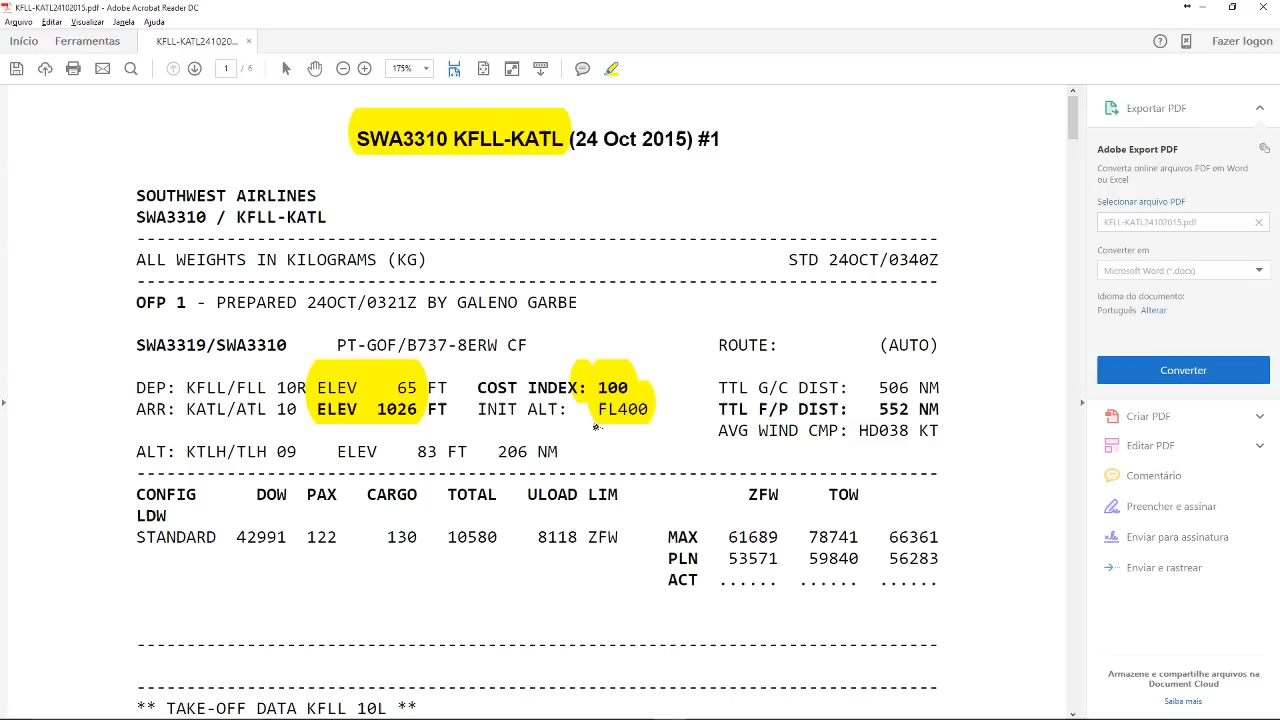 KFLL-KATL24102015.pdf - Adobe Acrobat Reader DC
Arquivo Editar Visualizar Janela Ajuda
Início Ferramentas KFLL-KATL241020... × Fazer logon
1 / 6 175%
SWA3310 KFLL-KATL (24 Oct 2015) #1
SOUTHWEST AIRLINES
SWA3310 / KFLL-KATL
--------------------------------------------------------------------------------
ALL WEIGHTS IN KILOGRAMS (KG) STD 24OCT/0340Z
--------------------------------------------------------------------------------
OFP 1 - PREPARED 24OCT/0321Z BY GALENO GARBE
SWA3319/SWA3310 PT-GOF/B737-8ERW CF ROUTE: (AUTO)
DEP: KFLL/FLL 10R ELEV 65 FT COST INDEX: 100 TTL G/C DIST: 506 NM
ARR: KATL/ATL 10 ELEV 1026 FT INIT ALT: FL400 TTL F/P DIST: 552 NM
AVG WIND CMP: HD038 KT
ALT: KTLH/TLH 09 ELEV 83 FT 206 NM
--------------------------------------------------------------------------------
CONFIG DOW PAX CARGO TOTAL ULOAD LIM ZFW TOW
LDW
STANDARD 42991 122 130 10580 8118 ZFW MAX 61689 78741 66361
PLN 53571 59840 56283
ACT ...... ...... ......
--------------------------------------------------------------------------------
--------------------------------------------------------------------------------
** TAKE-OFF DATA KFLL 10L **
Exportar PDF
Adobe Export PDF
Converta online arquivos PDF em Word
ou Excel
Selecionar arquivo PDF
KFLL-KATL24102015.pdf ×
Converter em
Microsoft Word (*.docx)
Idioma do documento:
Português Alterar
Converter
Criar PDF
Editar PDF
Comentário
Preencher e assinar
Enviar para assinatura
Enviar e rastrear
Armazene e compartilhe arquivos na
Document Cloud
Saiba mais